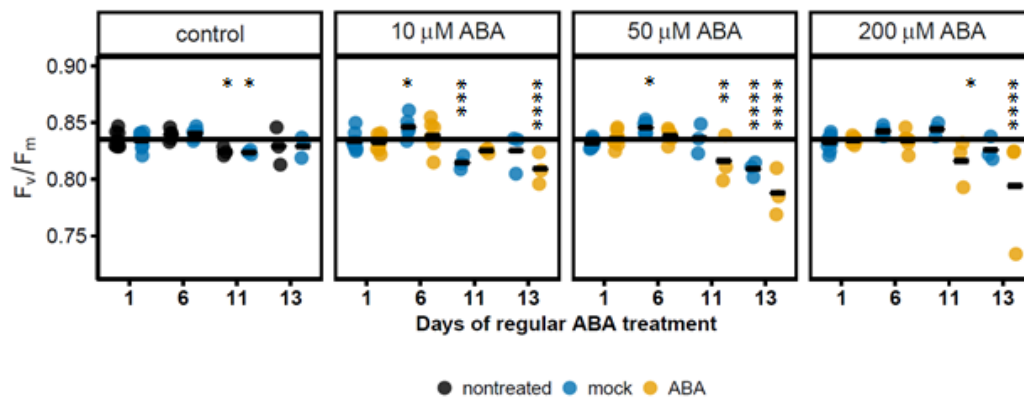 control
10 μM ABA
50 μM ABA
200 μM ABA
0.90
0.85
0.80
0.75
Fv/Fm
* *
* *** ****
* ** **** ****
* ****
1 6 11 13
1 6 11 13
1 6 11 13
1 6 11 13
Days of regular ABA treatment
nontreated mock ABA